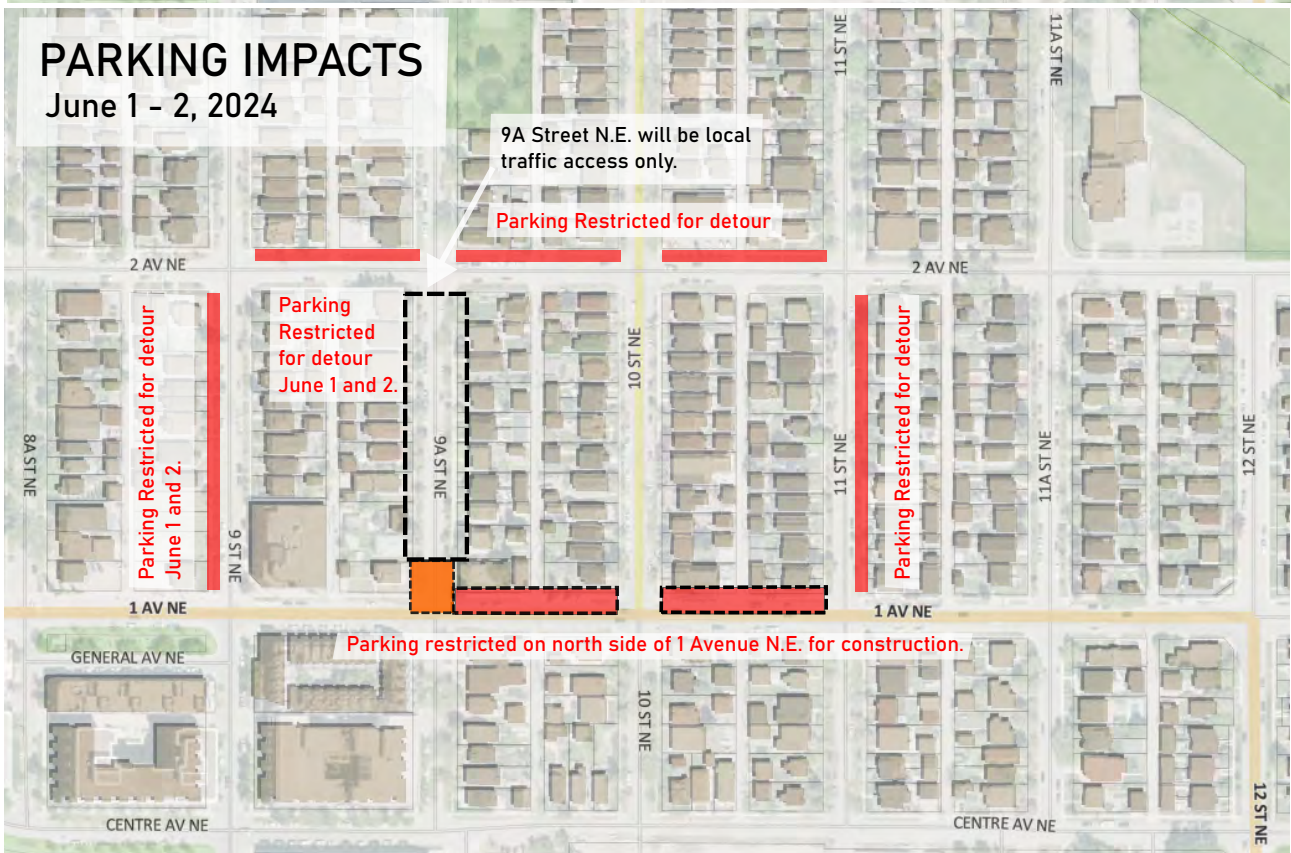 PARKING IMPACTS
June 1 - 2, 2024
11 ST NE
11A ST NE
9A Street N.E. will be local
traffic access only.
Parking Restricted for detour
2 AV NE
2 AV NE
Parking Restricted for detour
June 1 and 2.
Parking
Restricted
for detour
June 1 and 2.
10 ST NE
Parking Restricted for detour
8A ST NE
9 ST NE
9A ST NE
11 ST NE
11A ST NE
12 ST NE
1 AV NE
1 AV NE
Parking restricted on north side of 1 Avenue N.E. for construction.
GENERAL AV NE
10 ST NE
CENTRE AV NE
CENTRE AV NE
12 ST NE